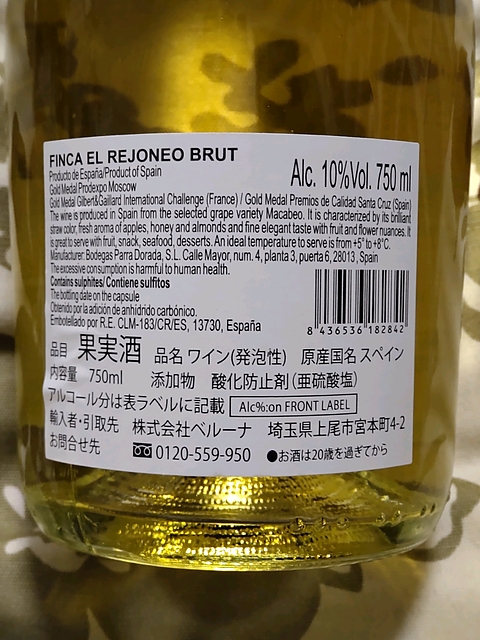 FINCA EL REJONEO BRUT
Producto de España/Product of Spain
Alc. 10%Vol. 750 ml
Gold Medal Prodexpo Moscow
Gold Medal Gilbert&Gaillard International Challenge (France) / Gold Medal Premios de Calidad Santa Cruz (Spain)
The wine is produced in Spain from the selected grape variety Macabeo. It is characterized by its brilliant
straw color, fresh aroma of apples, honey and almonds and fine elegant taste with fruit and flower nuances. It
is great to serve with fruit, snack, seafood, desserts. An ideal temperature to serve is from +5° to +8°C.
Manufacturer: Bodegas Parra Dorada, S.L. Calle Mayor, num. 4, planta 3, puerta 6, 28013, Spain
The excessive consumption is harmful to human health.
Contains sulphites/ Contiene sulfitos
The bottling date on the capsule
Obtenido por la adición de anhídrido carbónico.
Embotellado por R.E. CLM-183/CR/ES, 13730, España
8 436536 182842
品目 果実酒 品名 ワイン(発泡性) 原産国名 スペイン
内容量 750ml 添加物 酸化防止剤(亜硫酸塩)
アルコール分は表ラベルに記載 Alc%:on FRONT LABEL
輸入者・引取先 株式会社ベルーナ 埼玉県上尾市宮本町4-2
お問合せ先 0120-559-950 ●お酒は20歳を過ぎてから